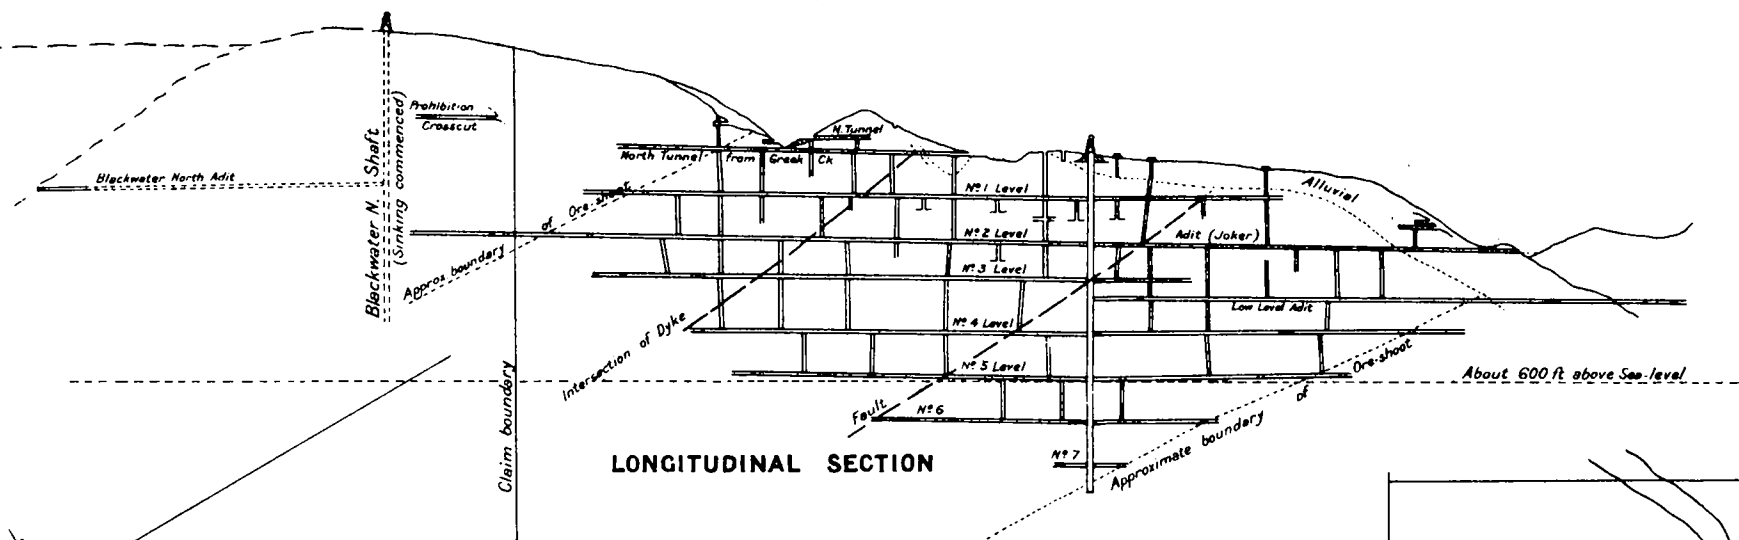 Prohibition
Crosscut
Blackwater N. Shaft
(Sinking commenced)
Blackwater North Adit
N. Tunnel
North Tunnel from Greek Ck
Nº 1 Level
Alluvial
Approx boundary of Ore-shoot
Nº 2 Level
Adit (Joker)
Nº 3 Level
Low Level Adit
Intersection of Dyke
Nº 4 Level
Nº 5 Level
About 600 ft above Sea-level
Fault
Nº 6
Claim boundary
LONGITUDINAL SECTION
Nº 7
Approximate boundary of Ore-shoot